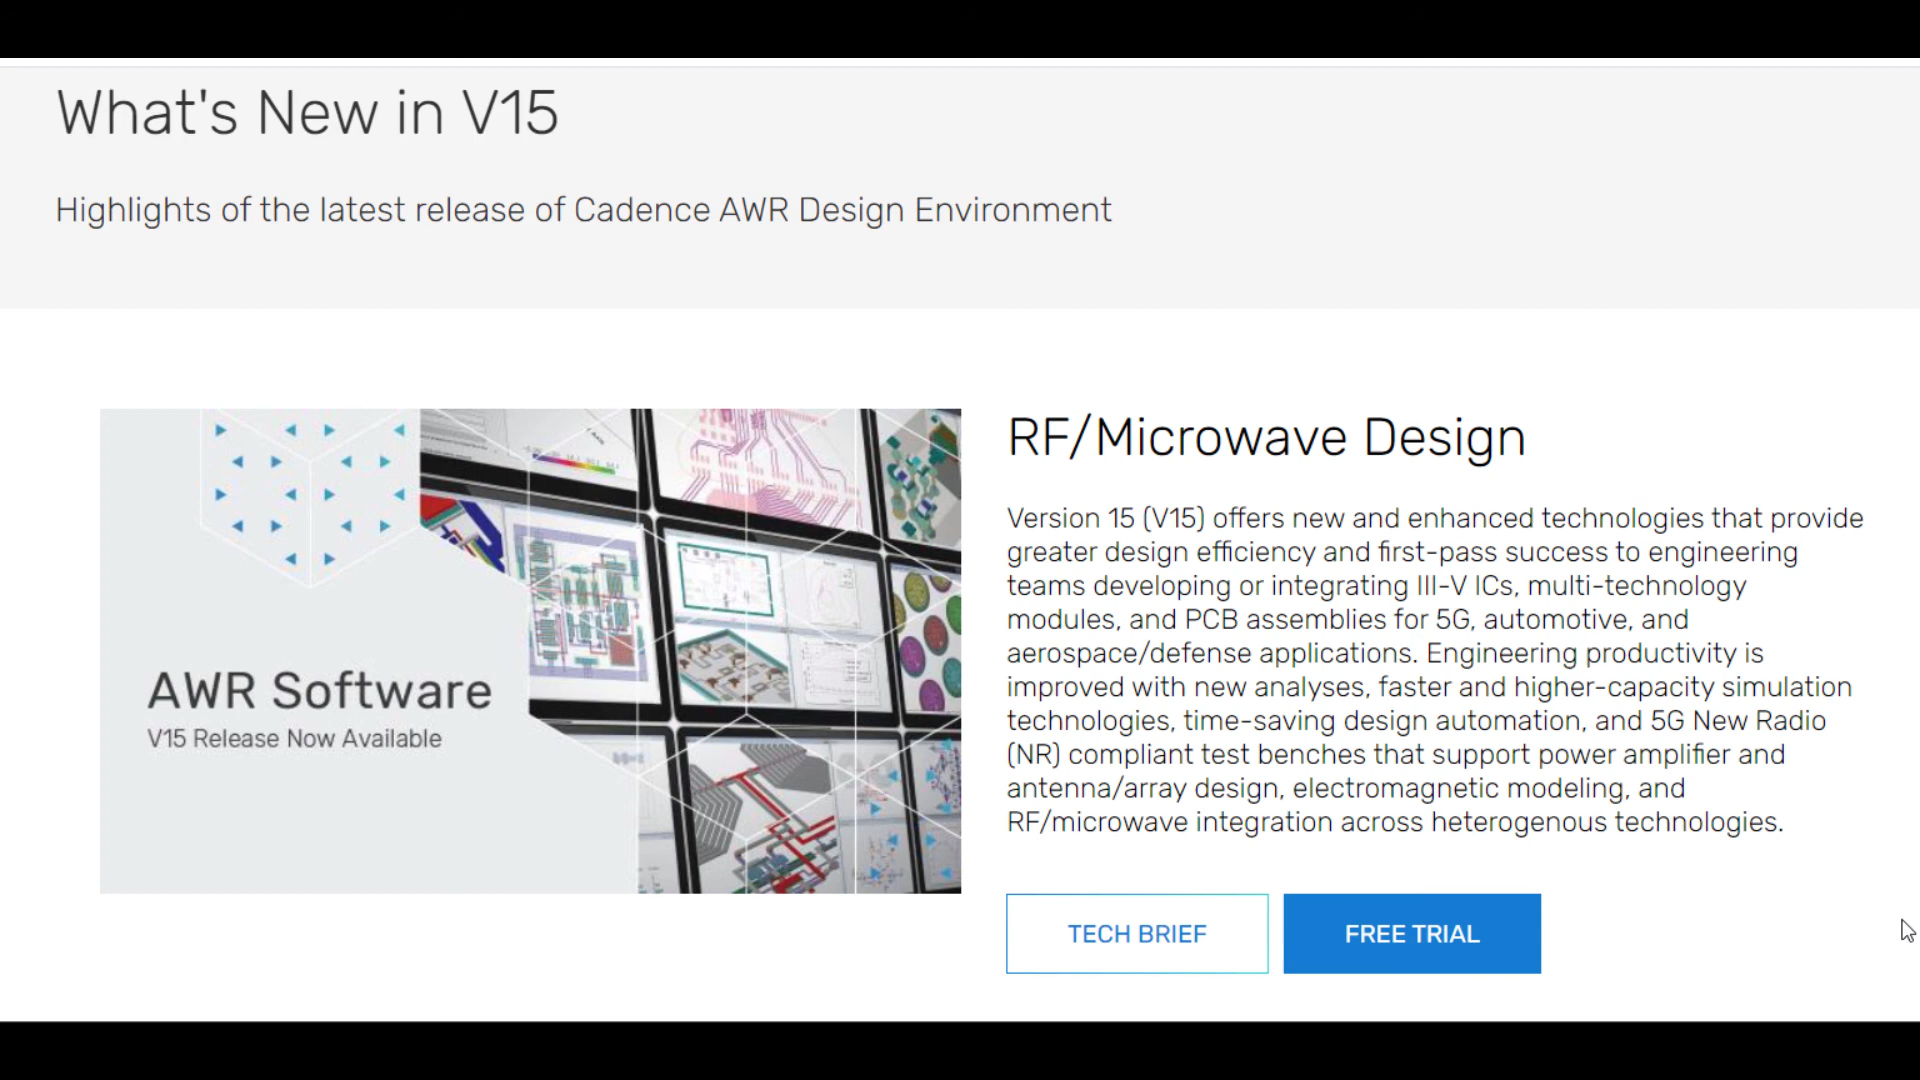 What's New in V15
Highlights of the latest release of Cadence AWR Design Environment
AWR Software
V15 Release Now Available
RF/Microwave Design
Version 15 (V15) offers new and enhanced technologies that provide
greater design efficiency and first-pass success to engineering
teams developing or integrating III-V ICs, multi-technology
modules, and PCB assemblies for 5G, automotive, and
aerospace/defense applications. Engineering productivity is
improved with new analyses, faster and higher-capacity simulation
technologies, time-saving design automation, and 5G New Radio
(NR) compliant test benches that support power amplifier and
antenna/array design, electromagnetic modeling, and
RF/microwave integration across heterogenous technologies.
TECH BRIEF
FREE TRIAL